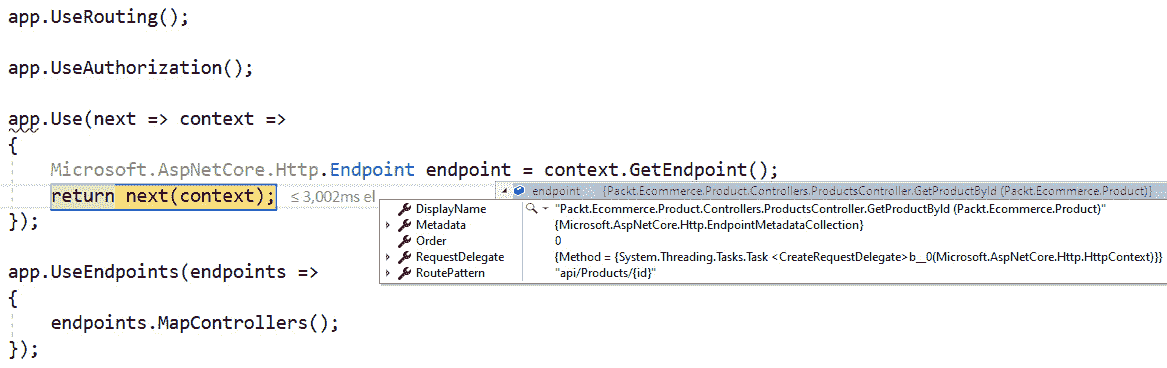 app.UseRouting();
app.UseAuthorization();
app.Use(next => context =>
{
Microsoft.AspNetCore.Http.Endpoint endpoint = context.GetEndpoint();
return next(context); ≤ 3,002ms el
endpoint {Packt.Ecommerce.Product.Controllers.ProductsController.GetProductById (Packt.Ecommerce.Product)}
DisplayName "Packt.Ecommerce.Product.Controllers.ProductsController.GetProductById (Packt.Ecommerce.Product)"
Metadata {Microsoft.AspNetCore.Http.EndpointMetadataCollection}
Order 0
RequestDelegate {Method = {System.Threading.Tasks.Task <CreateRequestDelegate>b__0(Microsoft.AspNetCore.Http.HttpContext)}}
RoutePattern "api/Products/{id}"
});
app.UseEndpoints(endpoints =>
{
endpoints.MapControllers();
});